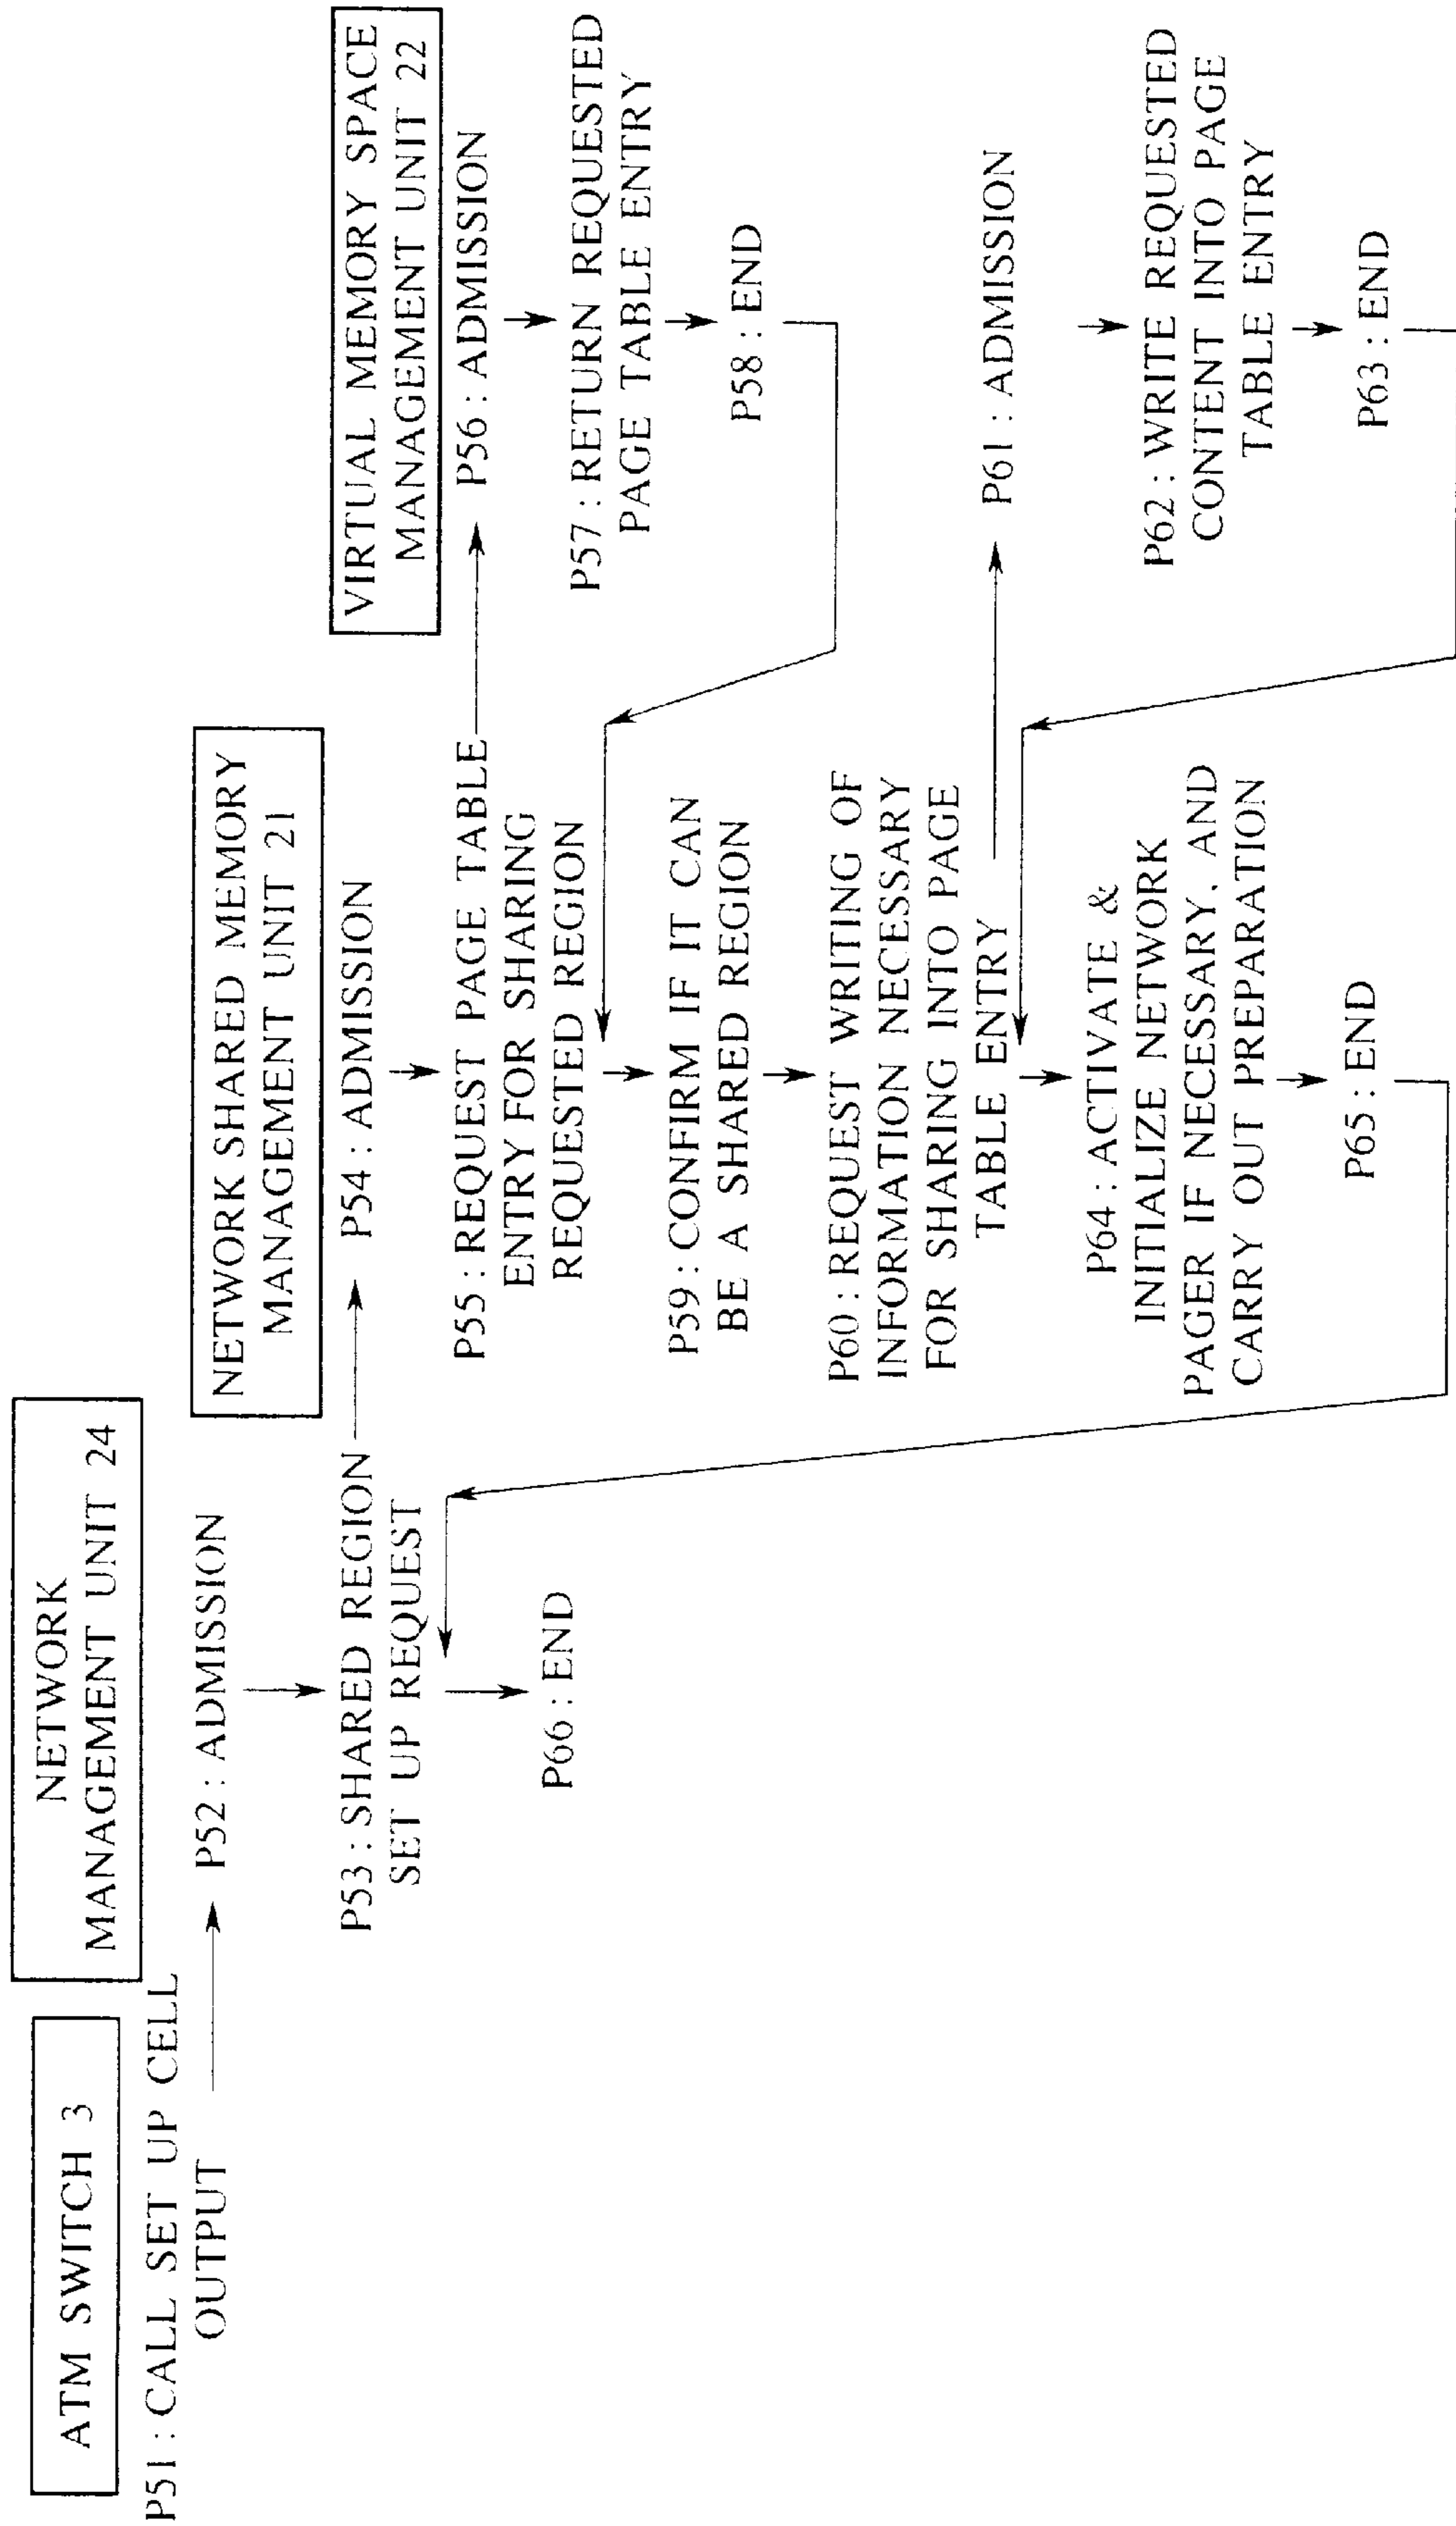 ATM SWITCH 3
P51 : CALL SET UP CELL
OUTPUT
NETWORK
MANAGEMENT UNIT 24
P52 : ADMISSION
P53 : SHARED REGION
SET UP REQUEST
P66 : END
NETWORK SHARED MEMORY
MANAGEMENT UNIT 21
P54 : ADMISSION
P55 : REQUEST PAGE TABLE
ENTRY FOR SHARING
REQUESTED REGION
P59 : CONFIRM IF IT CAN
BE A SHARED REGION
P60 : REQUEST WRITING OF
INFORMATION NECESSARY
FOR SHARING INTO PAGE
TABLE ENTRY
P64 : ACTIVATE &
INITIALIZE NETWORK
PAGER IF NECESSARY, AND
CARRY OUT PREPARATION
P65 : END
VIRTUAL MEMORY SPACE
MANAGEMENT UNIT 22
P56 : ADMISSION
P57 : RETURN REQUESTED
PAGE TABLE ENTRY
P58 : END
P61 : ADMISSION
P62 : WRITE REQUESTED
CONTENT INTO PAGE
TABLE ENTRY
P63 : END